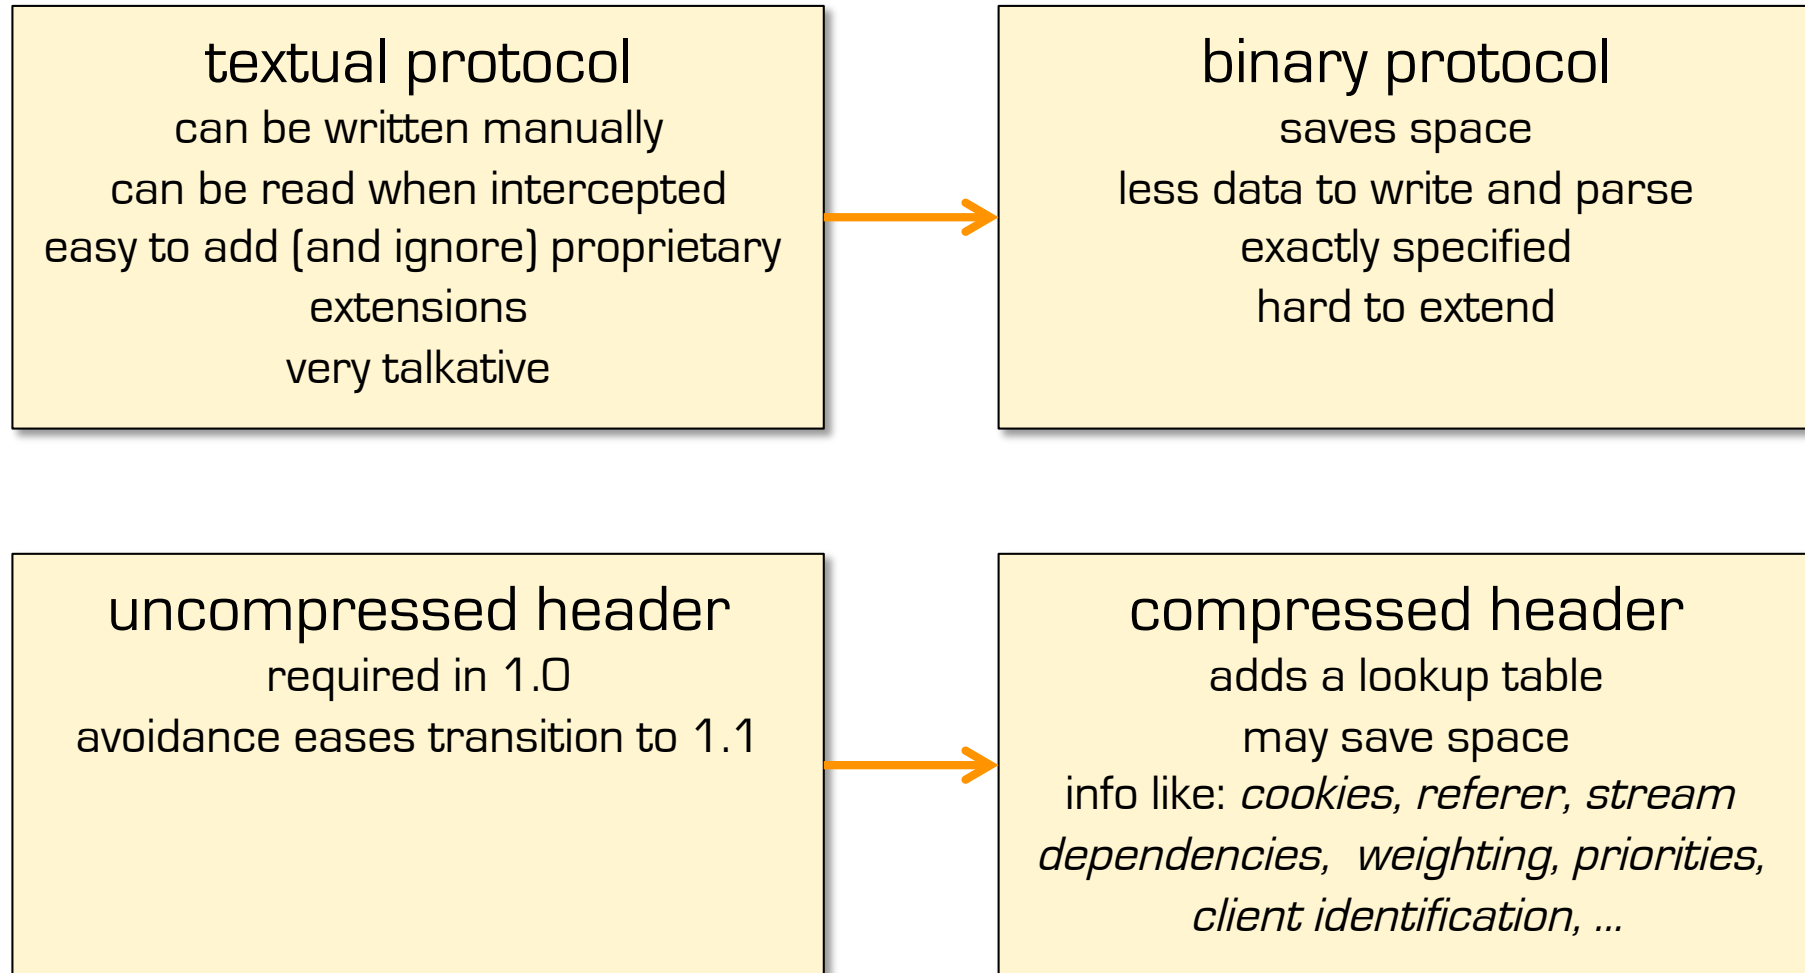 textual protocol
can be written manually
can be read when intercepted
easy to add (and ignore) proprietary
extensions
very talkative
binary protocol
saves space
less data to write and parse
exactly specified
hard to extend
uncompressed header
required in 1.0
avoidance eases transition to 1.1
compressed header
adds a lookup table
may save space
info like: cookies, referer, stream
dependencies, weighting, priorities,
client identification, ...